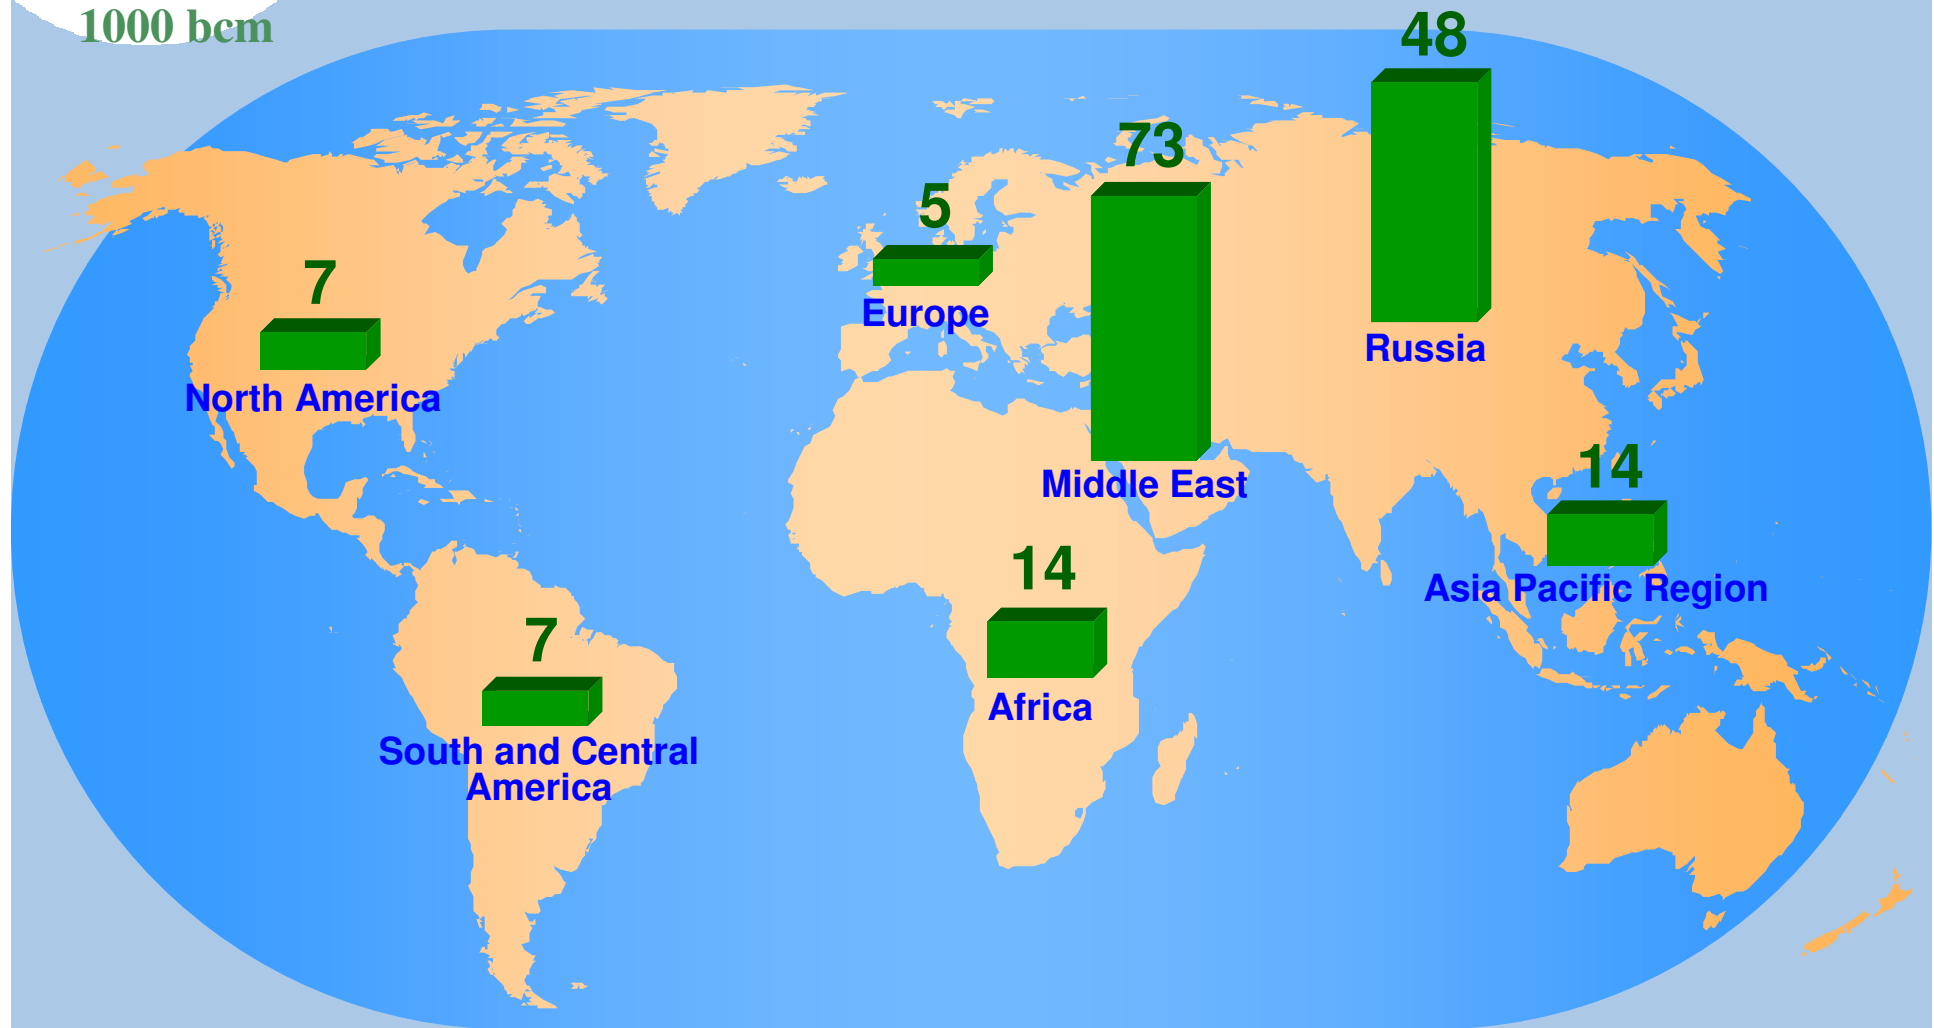 1000 bcm
48
73
5
7
Europe
Russia
North America
14
Middle East
14
Asia Pacific Region
7
Africa
South and Central
America